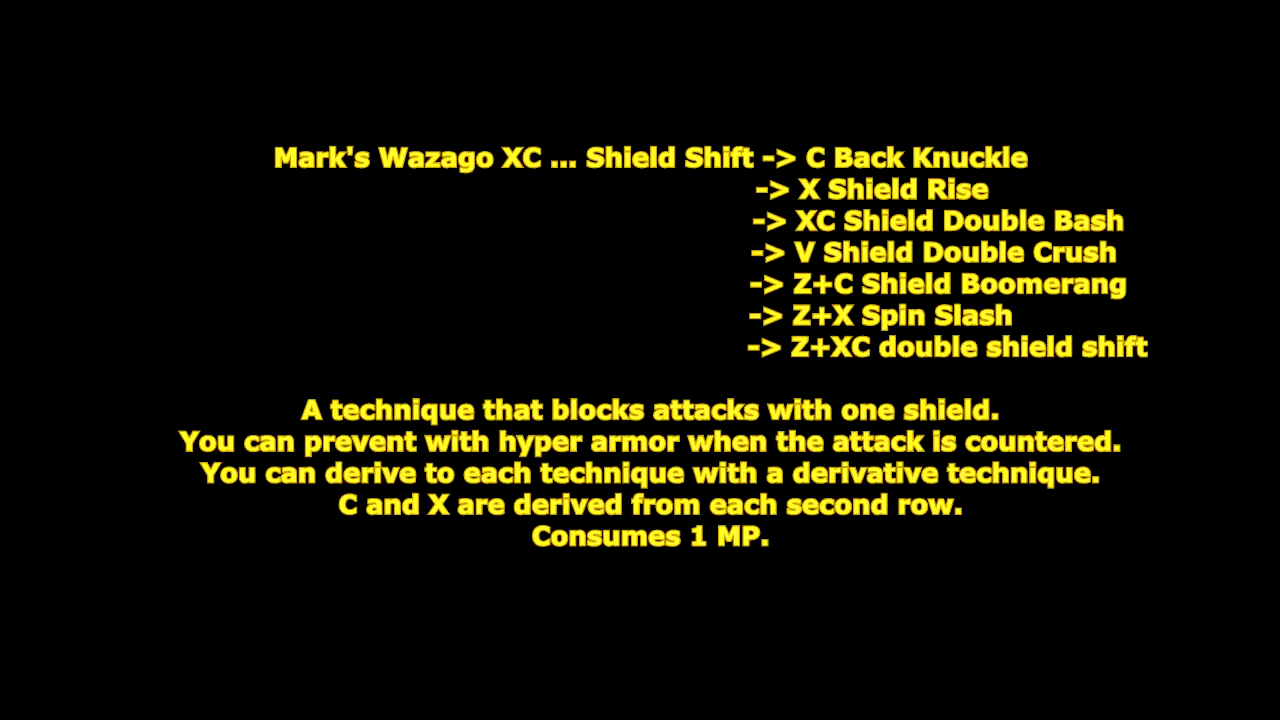 Mark's Wazago XC ... Shield Shift -> C Back Knuckle
-> X Shield Rise
-> XC Shield Double Bash
-> V Shield Double Crush
-> Z+C Shield Boomerang
-> Z+X Spin Slash
-> Z+XC double shield shift
A technique that blocks attacks with one shield.
You can prevent with hyper armor when the attack is countered.
You can derive to each technique with a derivative technique.
C and X are derived from each second row.
Consumes 1 MP.